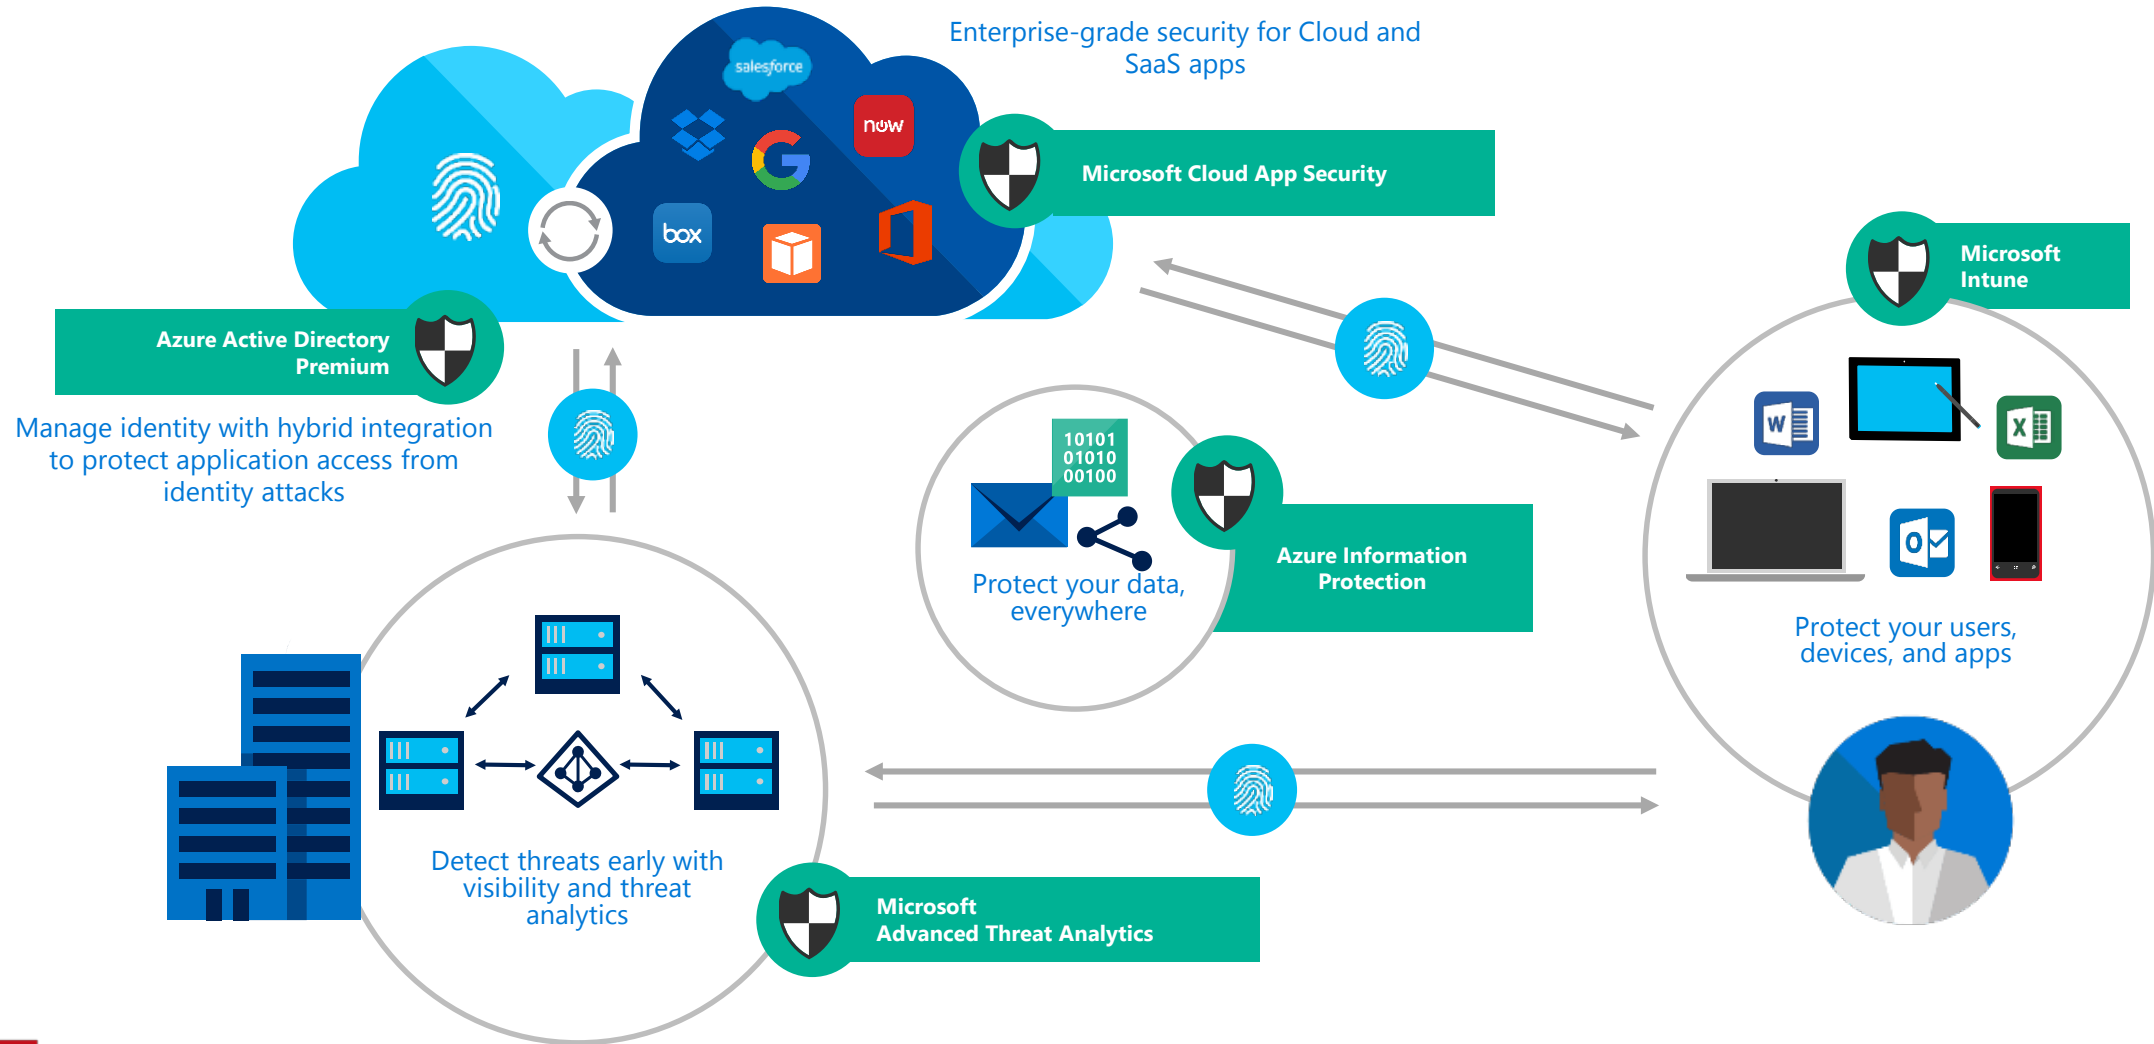 Enterprise-grade security for Cloud and
SaaS apps
salesforce
now
box
Microsoft Cloud App Security
Microsoft
Intune
Azure Active Directory
Premium
Manage identity with hybrid integration
to protect application access from
identity attacks
10101
01010
00100
W
X
Azure Information
Protection
Protect your data,
everywhere
O
Protect your users,
devices, and apps
Detect threats early with
visibility and threat
analytics
Microsoft
Advanced Threat Analytics